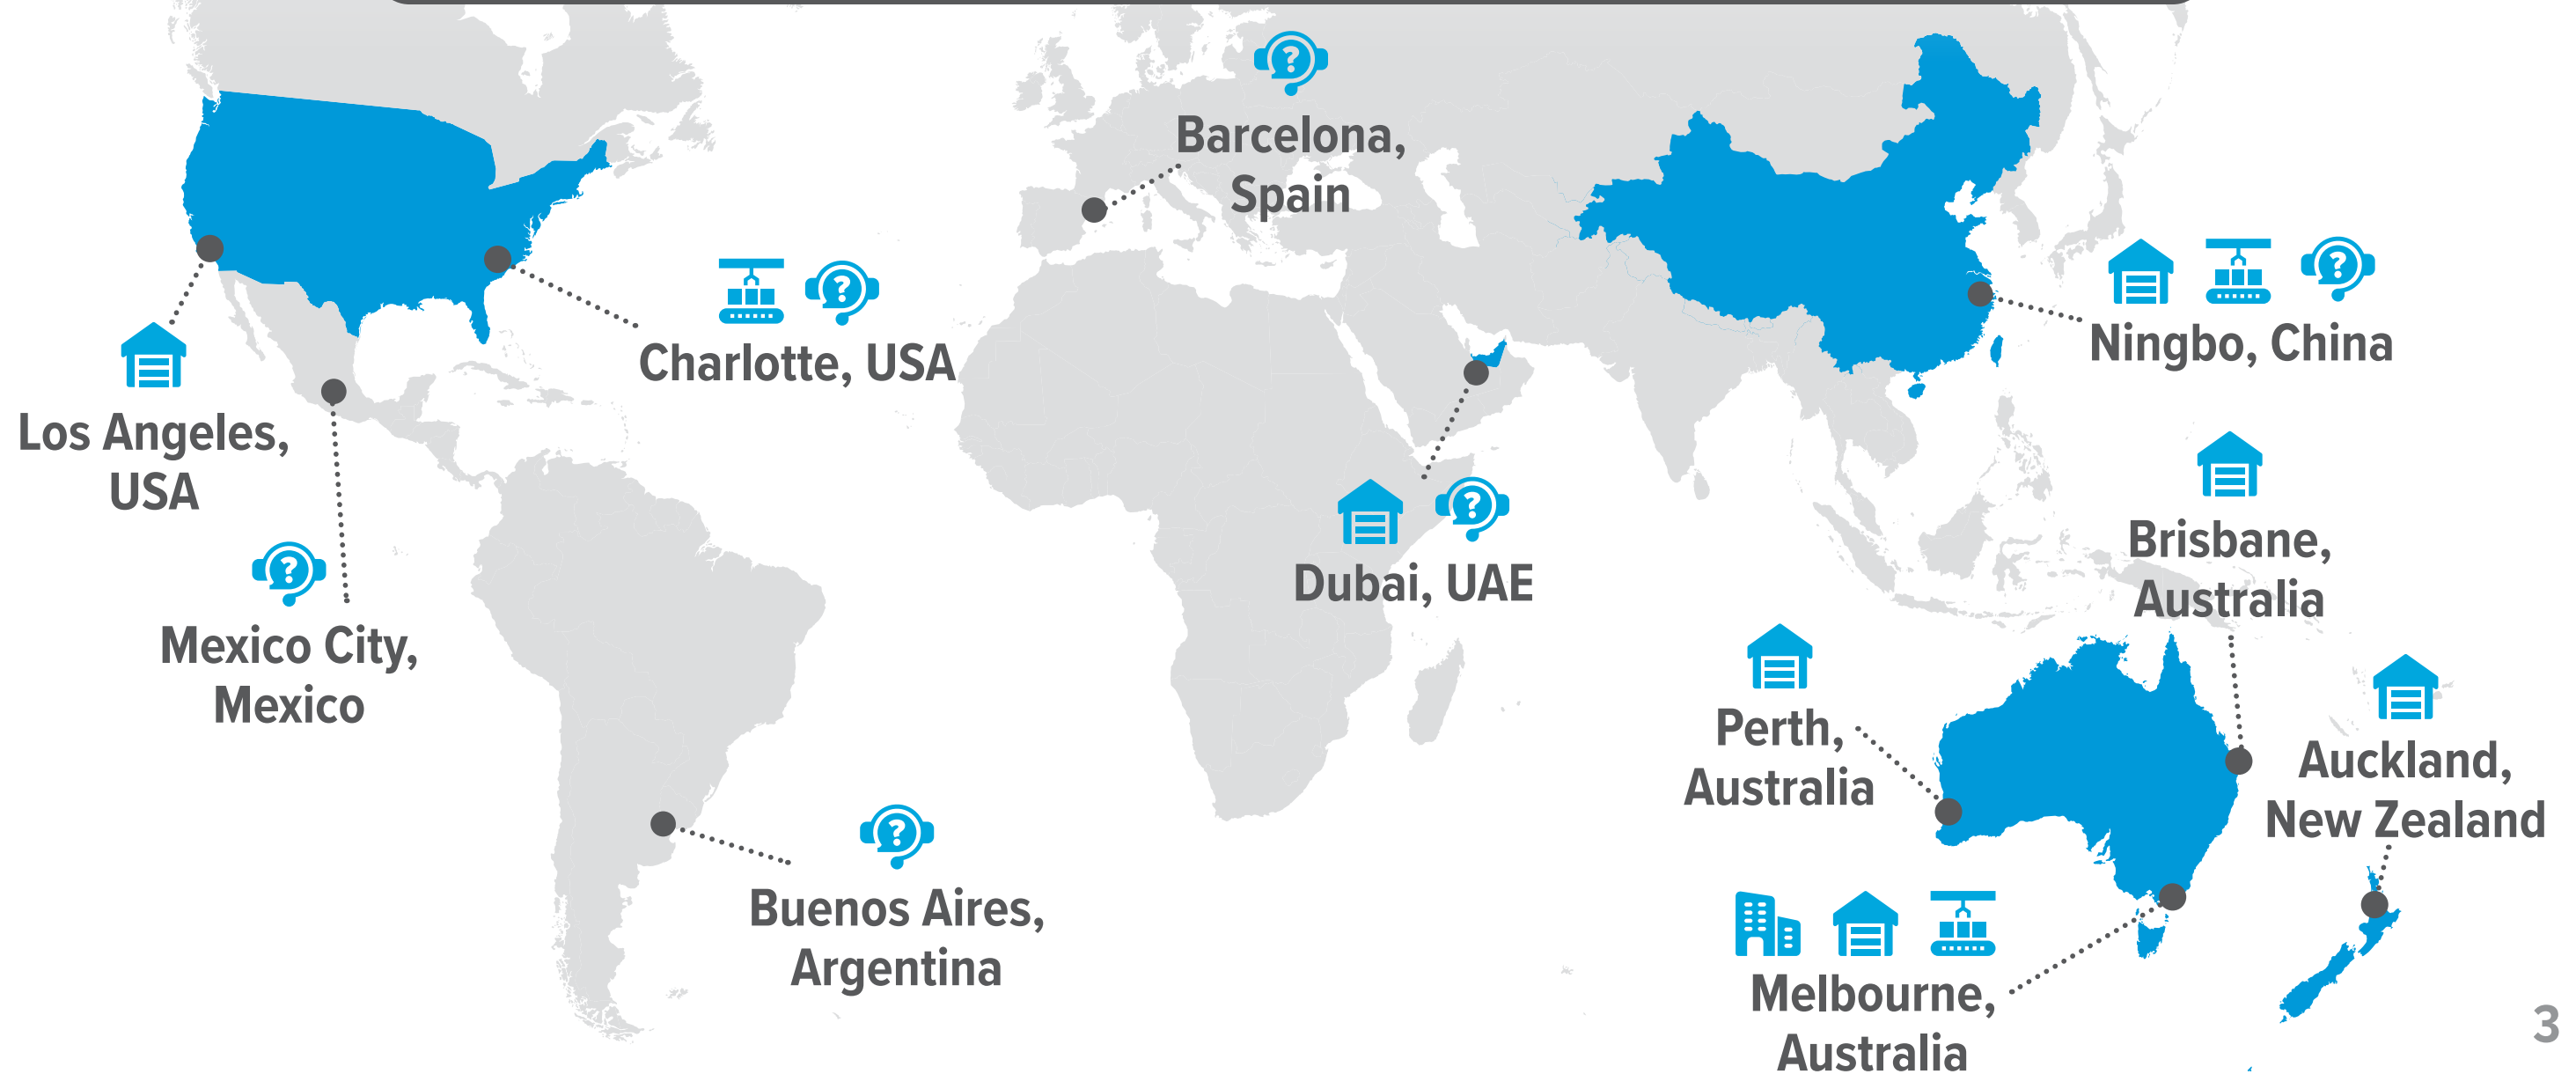 Barcelona,
Spain
Charlotte, USA
Ningbo, China
Los Angeles,
USA
Dubai, UAE
Brisbane,
Australia
Mexico City,
Mexico
Perth,
Australia
Auckland,
New Zealand
Buenos Aires,
Argentina
Melbourne,
Australia
3